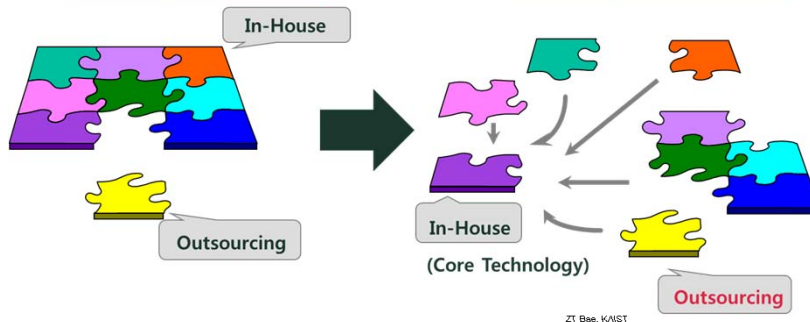 In-House
Outsourcing
In-House
(Core Technology)
Outsourcing
ZT Bae, KAIST